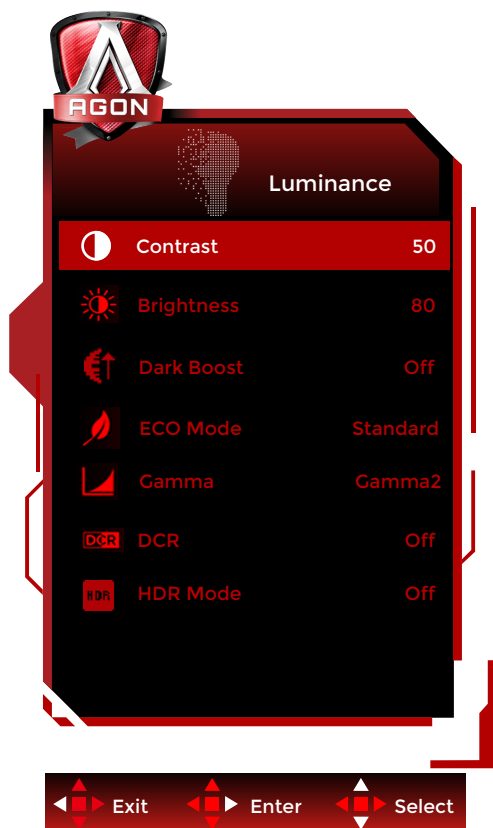 AGON
Luminance
Contrast 50
Brightness 80
Dark Boost Off
ECO Mode Standard
Gamma Gamma2
DCR DCR Off
HDR HDR Mode Off
Exit Enter Select